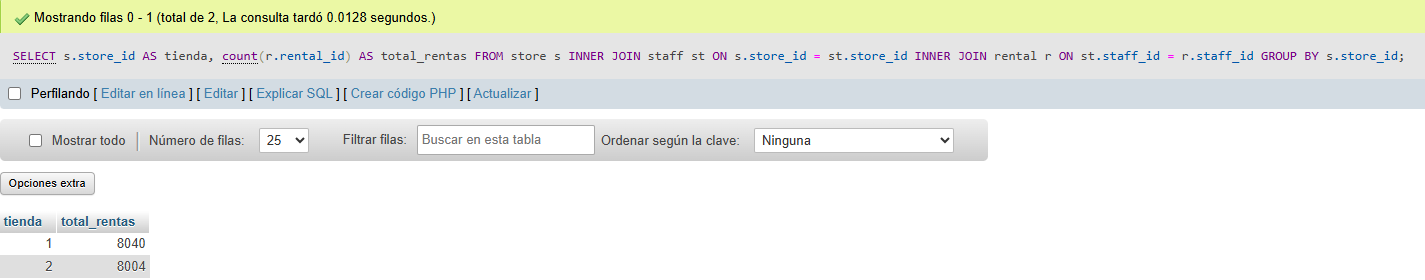 Mostrando filas 0 - 1 (total de 2, La consulta tardó 0.0128 segundos.)
SELECT s.store_id AS tienda, count(r.rental_id) AS total_rentas FROM store s INNER JOIN staff st ON s.store_id = st.store_id INNER JOIN rental r ON st.staff_id = r.staff_id GROUP BY s.store_id;
Perfilando [ Editar en línea ] [ Editar ] [ Explicar SQL ] [ Crear código PHP ] [ Actualizar ]
Mostrar todo Número de filas: 25 Filtrar filas: Buscar en esta tabla Ordenar según la clave: Ninguna
Opciones extra
tienda total_rentas
1 8040
2 8004